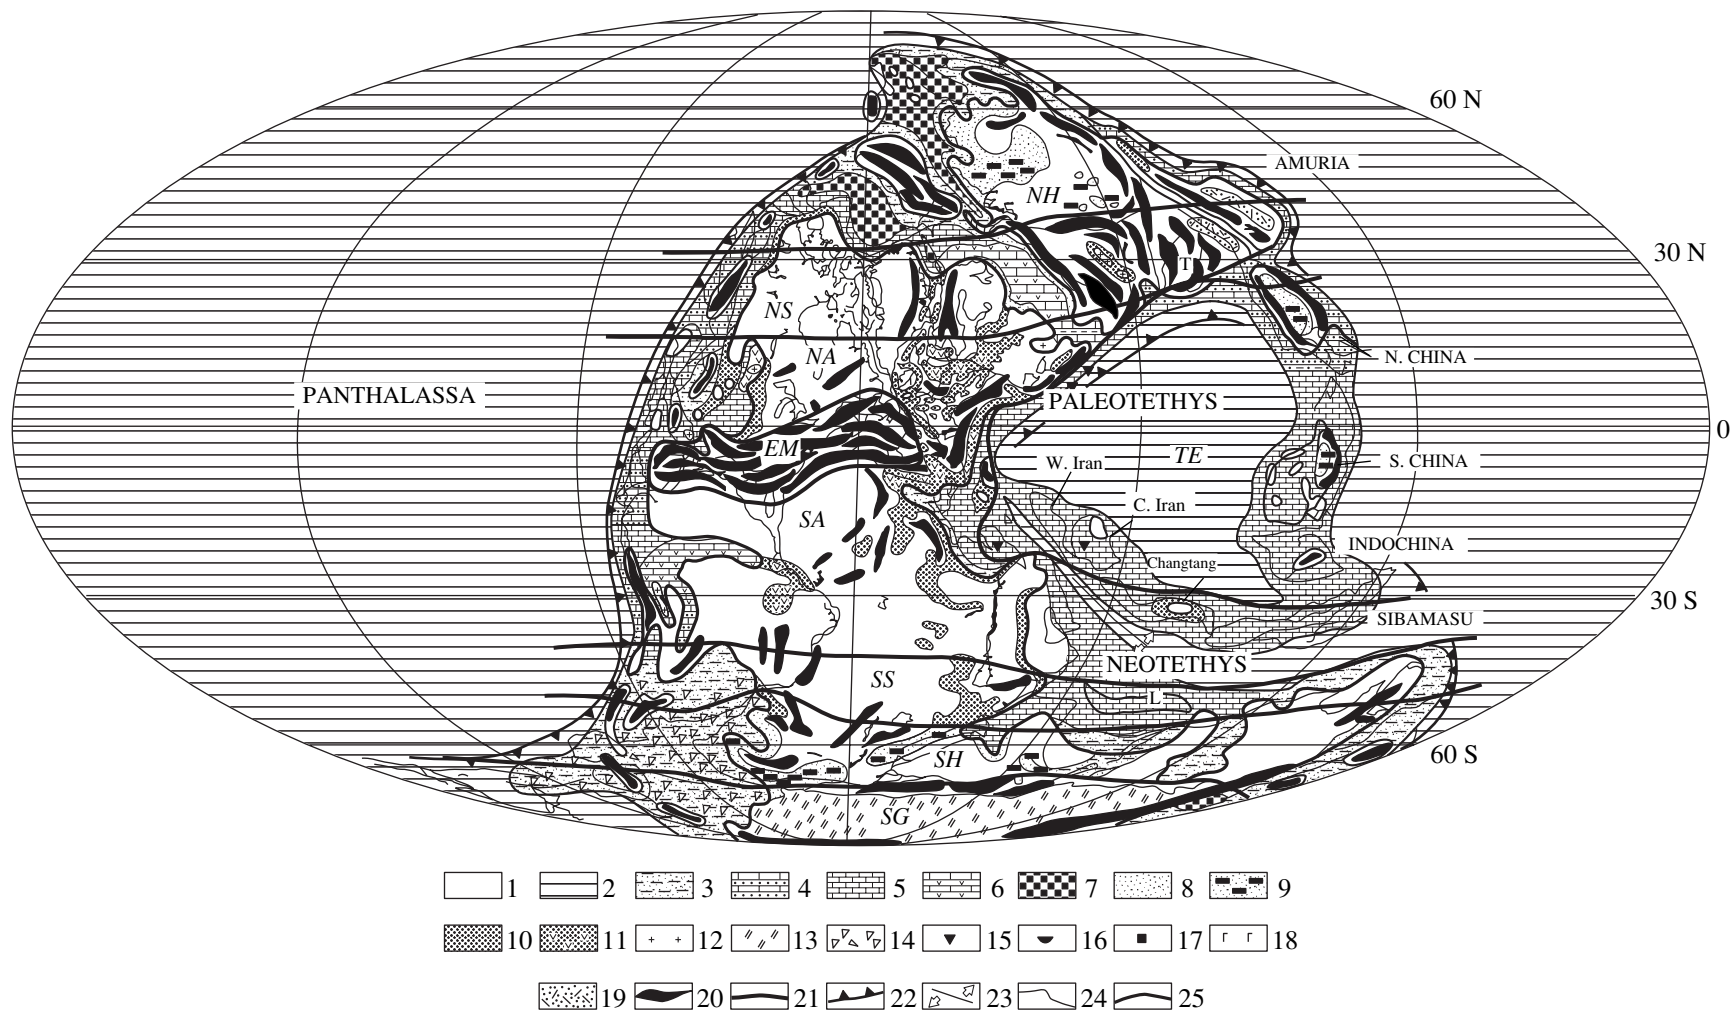 60 N
AMURIA
NH
30 N
T
NS
NA
N. CHINA
PANTHALASSA
PALEOTETHYS
0
EM
W. Iran
TE
S. CHINA
SA
C. Iran
INDOCHINA
Changtang
30 S
SIBAMASU
NEOTETHYS
SS
L
60 S
SH
SG
1 2 3 4 5 6 7 8 9
10 11 12 13 14 15 16 17 18
19 20 21 22 23 24 25